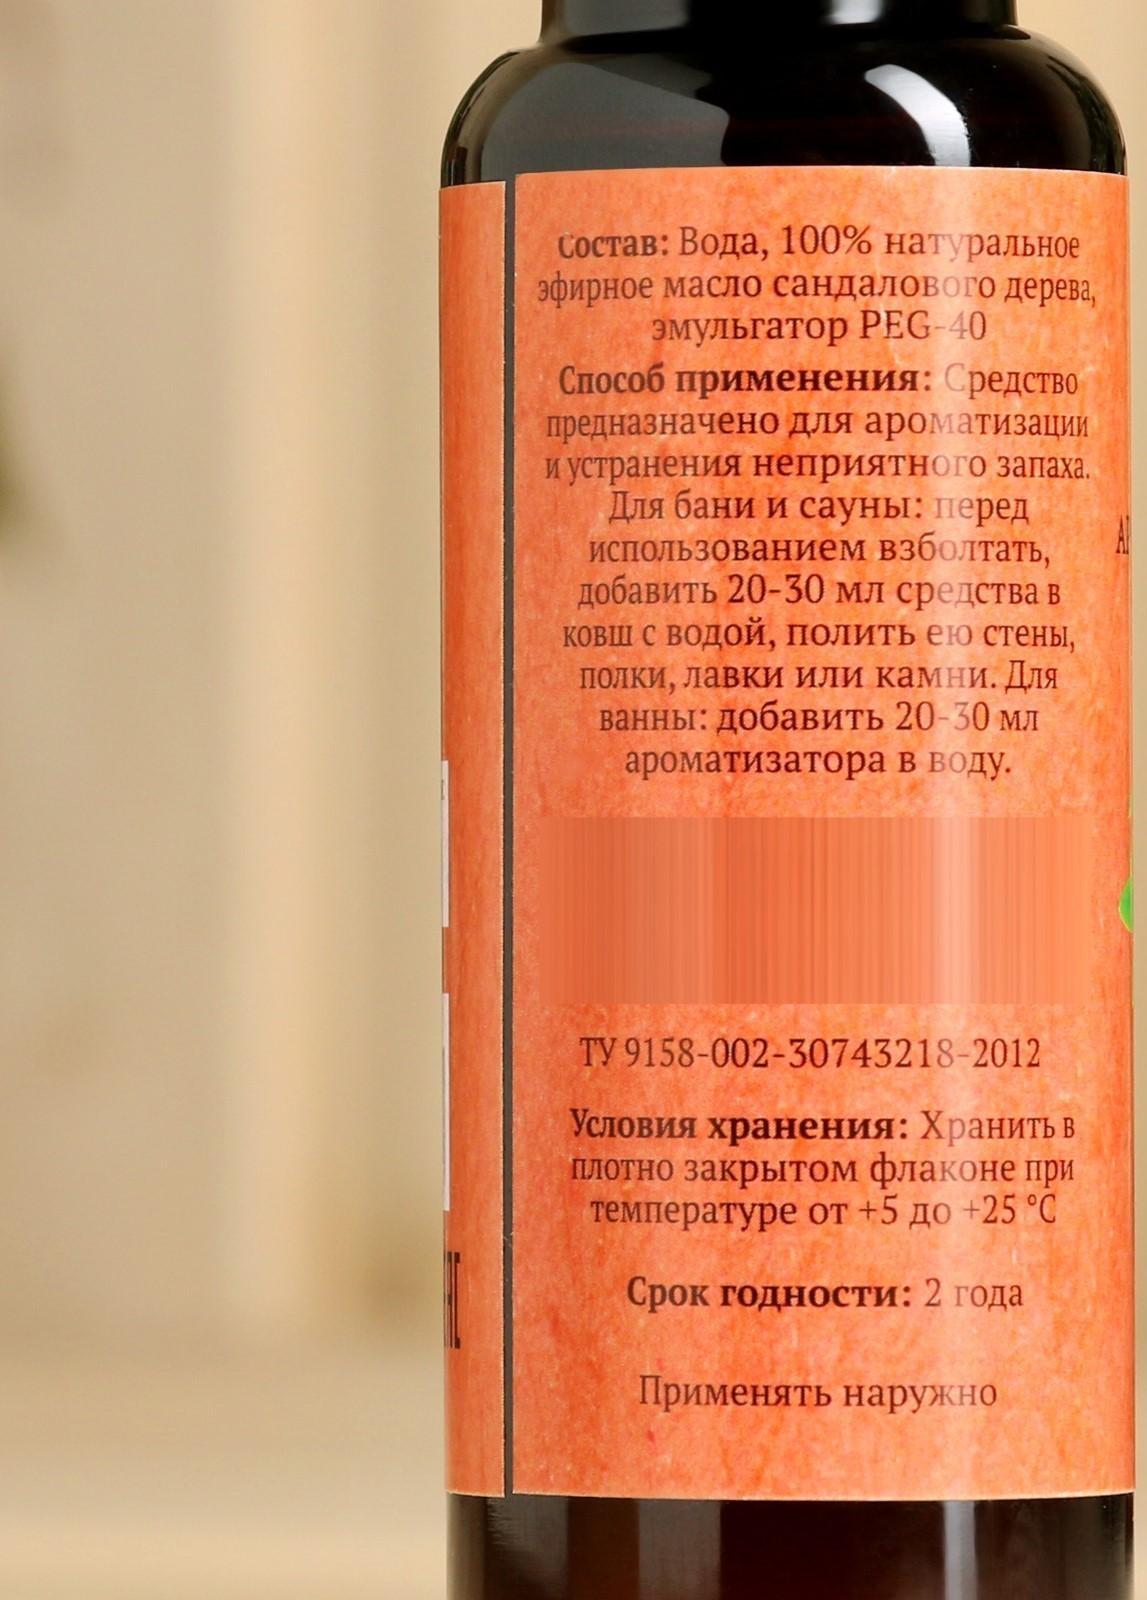 Состав: Вода, 100% натуральное
эфирное масло сандалового дерева,
эмульгатор PEG-40
Способ применения: Средство
предназначено для ароматизации
и устранения неприятного запаха.
Для бани и сауны: перед
использованием взболтать,
добавить 20-30 мл средства в
ковш с водой, полить ею стены,
полки, лавки или камни. Для
ванны: добавить 20-30 мл
ароматизатора в воду.
ТУ 9158-002-30743218-2012
Условия хранения: Хранить в
плотно закрытом флаконе при
температуре от +5 до +25 °С
Срок годности: 2 года
Применять наружно